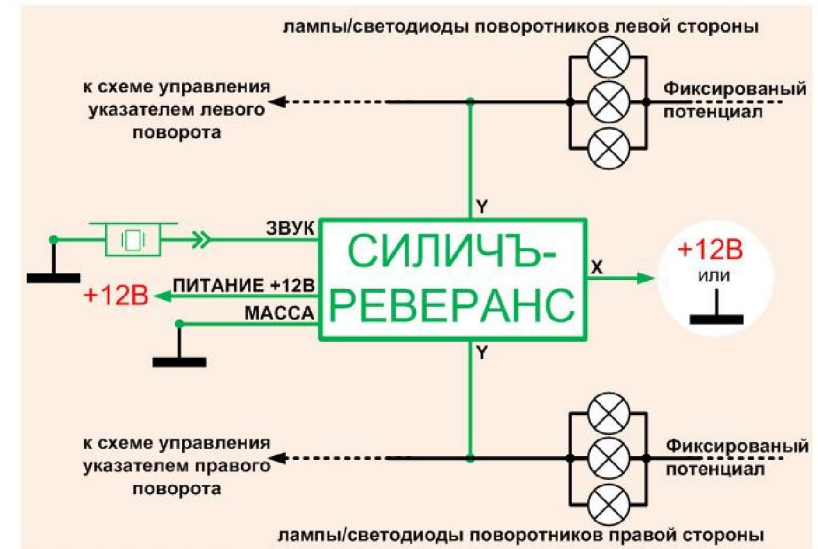 лампы/светодиоды поворотников левой стороны
к схеме управления
указателем левого
поворота
Фиксированый
потенциал
Y
ЗВУК
СИЛИЧЪ-
РЕВЕРАНС
X
+12В
или
ПИТАНИЕ +12В
+12В
МАССА
Y
к схеме управления
указателем правого
поворота
Фиксированый
потенциал
лампы/светодиоды поворотников правой стороны